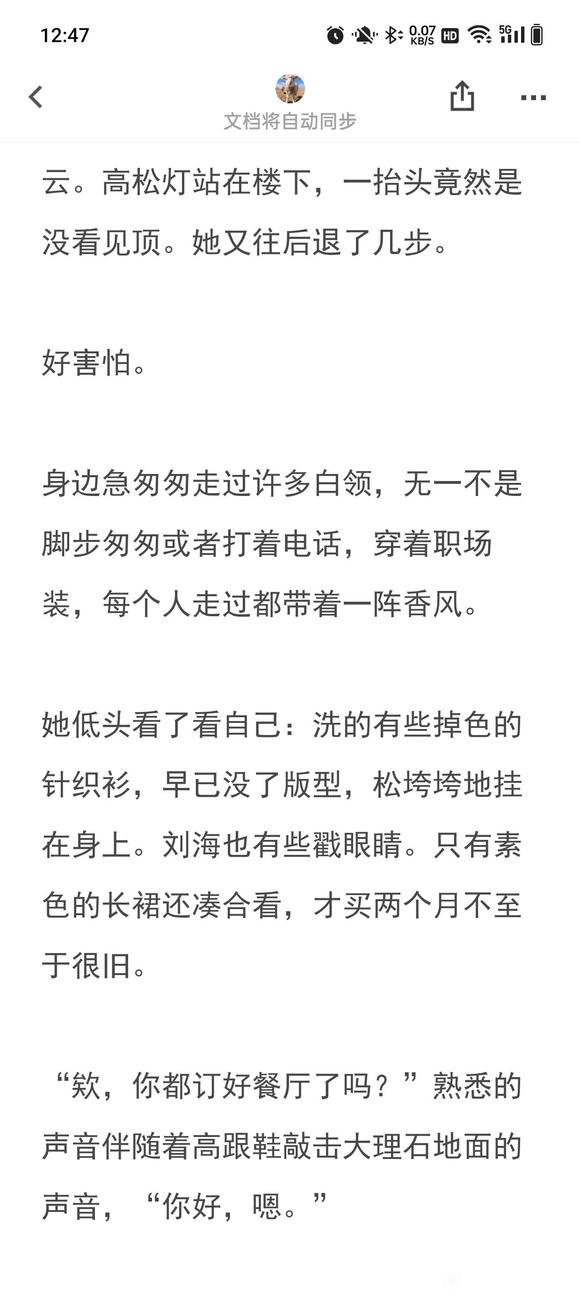 12:47 0.07 KB/S HD 5G
文档将自动同步
云。高松灯站在楼下，一抬头竟然是
没看见顶。她又往后退了几步。
好害怕。
身边急匆匆走过许多白领，无一不是
脚步匆匆或者打着电话，穿着职场
装，每个人走过都带着一阵香风。
她低头看了看自己：洗的有些掉色的
针织衫，早已没了版型，松垮垮地挂
在身上。刘海也有些戳眼睛。只有素
色的长裙还凑合看，才买两个月不至
于很旧。
“欸，你都订好餐厅了吗？”熟悉的
声音伴随着高跟鞋敲击大理石地面的
声音，“你好，嗯。”